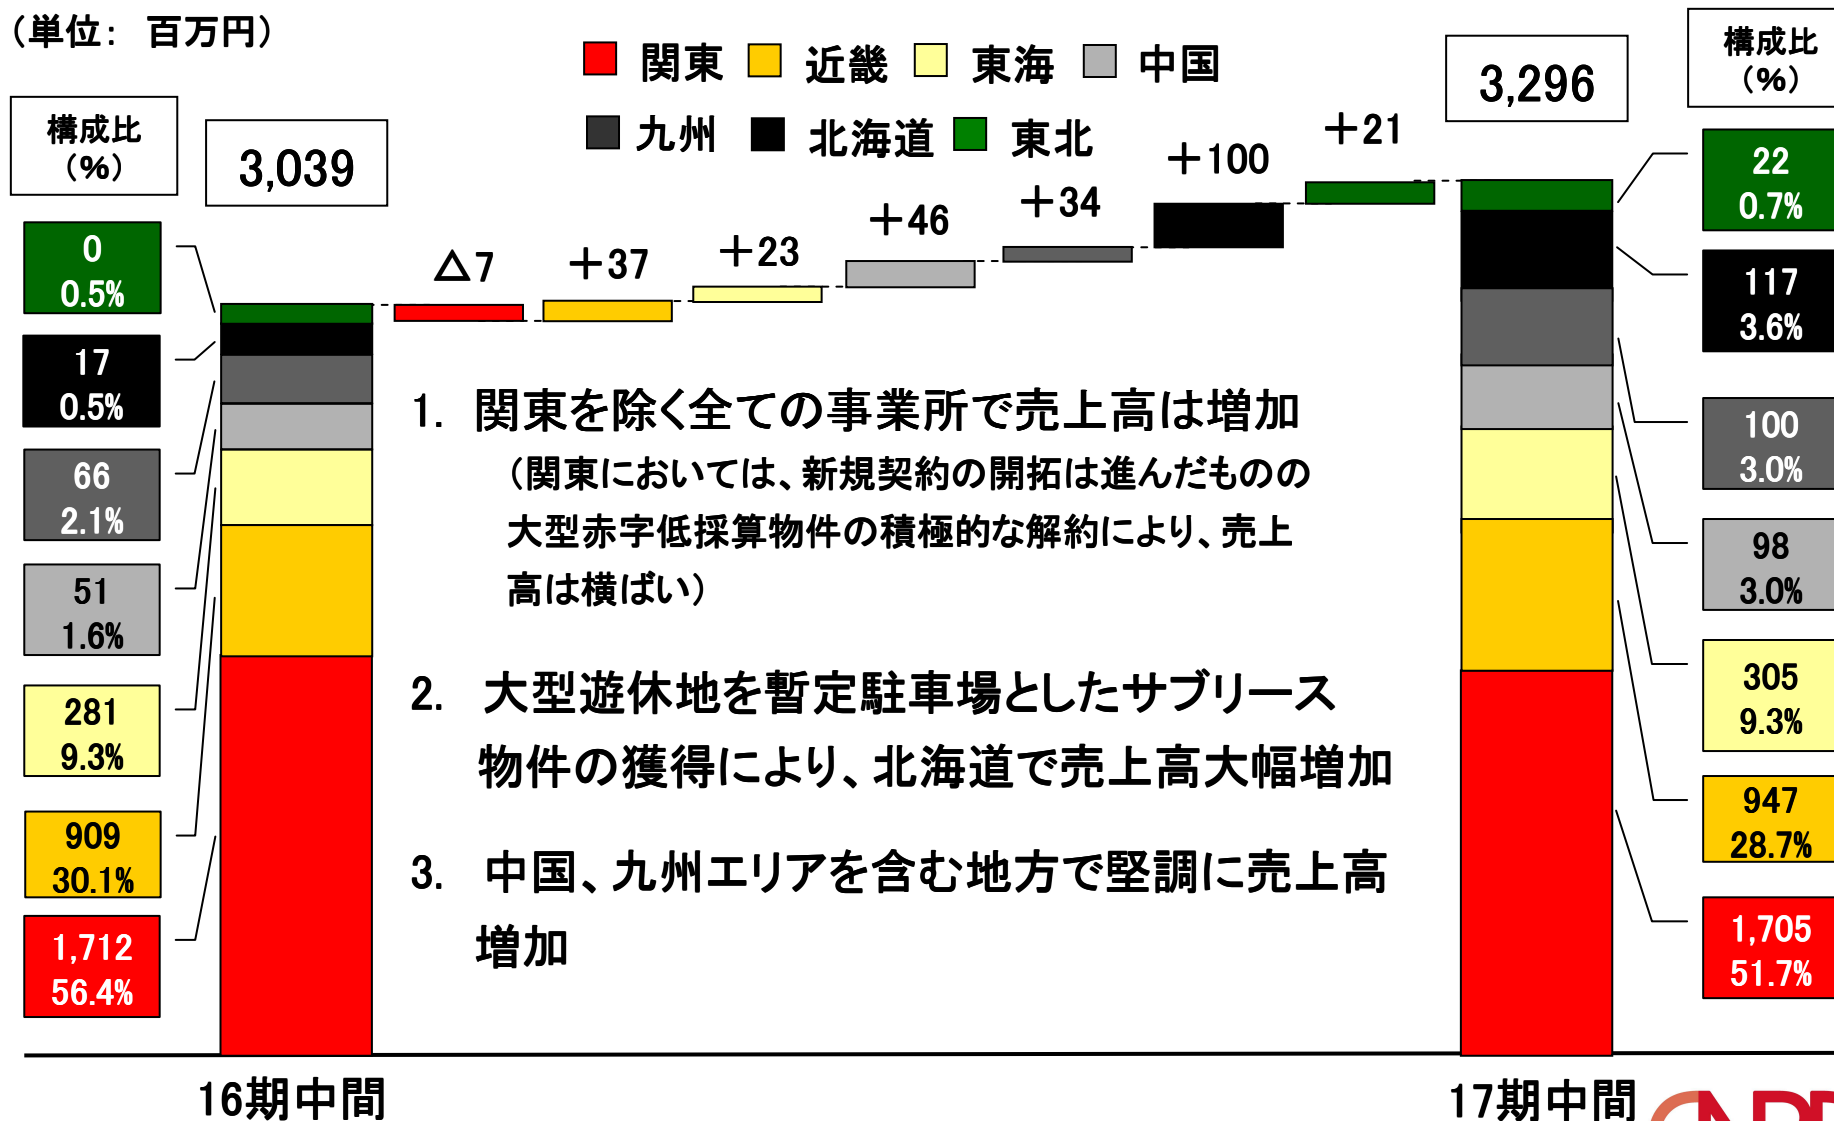 (単位： 百万円)
関東 近畿 東海 中国
九州 北海道 東北
構成比
(%)
3,039
0
0.5%
17
0.5%
66
2.1%
51
1.6%
281
9.3%
909
30.1%
1,712
56.4%
16期中間
△7
+37
+23
+46
+34
+100
+21
1. 関東を除く全ての事業所で売上高は増加
(関東においては、新規契約の開拓は進んだものの
大型赤字低採算物件の積極的な解約により、売上
高は横ばい)
2. 大型遊休地を暫定駐車場としたサブリース
物件の獲得により、北海道で売上高大幅増加
3. 中国、九州エリアを含む地方で堅調に売上高
増加
3,296
構成比
(%)
22
0.7%
117
3.6%
100
3.0%
98
3.0%
305
9.3%
947
28.7%
1,705
51.7%
17期中間